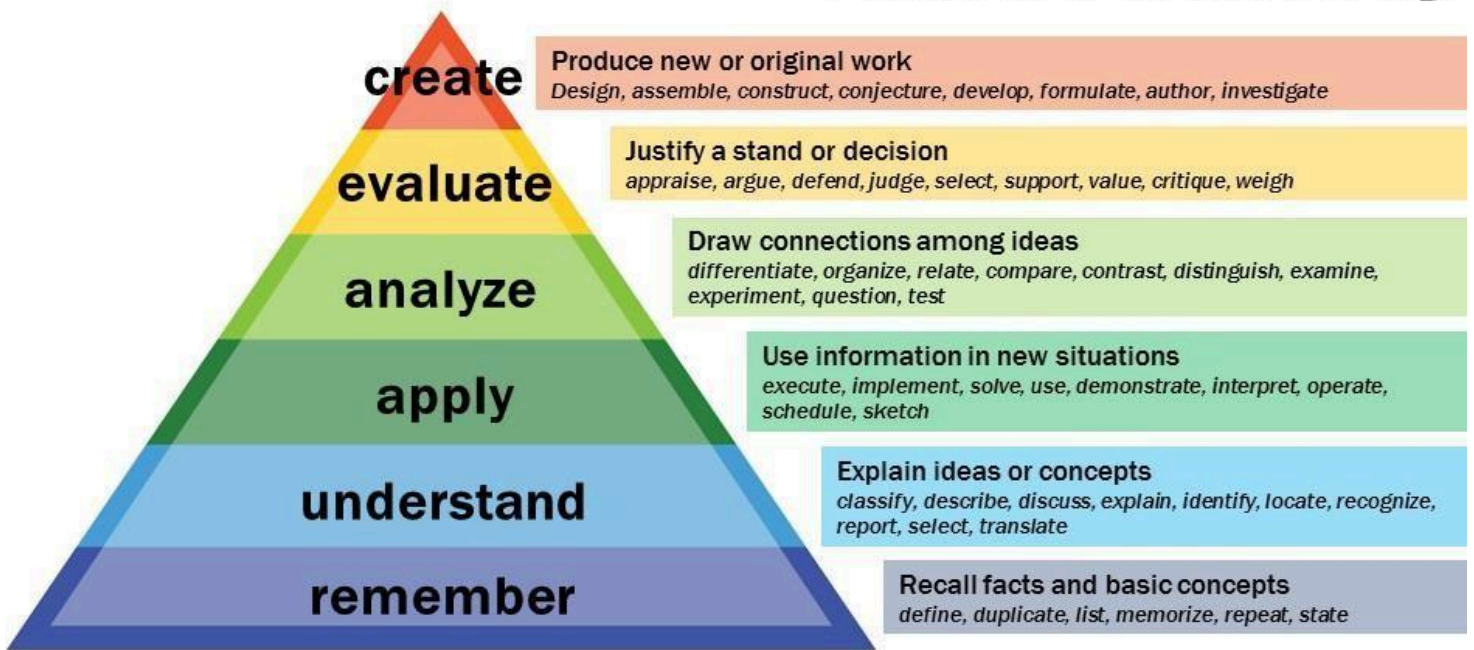 create
Produce new or original work
Design, assemble, construct, conjecture, develop, formulate, author, investigate
evaluate
Justify a stand or decision
appraise, argue, defend, judge, select, support, value, critique, weigh
analyze
Draw connections among ideas
differentiate, organize, relate, compare, contrast, distinguish, examine,
experiment, question, test
apply
Use information in new situations
execute, implement, solve, use, demonstrate, interpret, operate,
schedule, sketch
understand
Explain ideas or concepts
classify, describe, discuss, explain, identify, locate, recognize,
report, select, translate
remember
Recall facts and basic concepts
define, duplicate, list, memorize, repeat, state